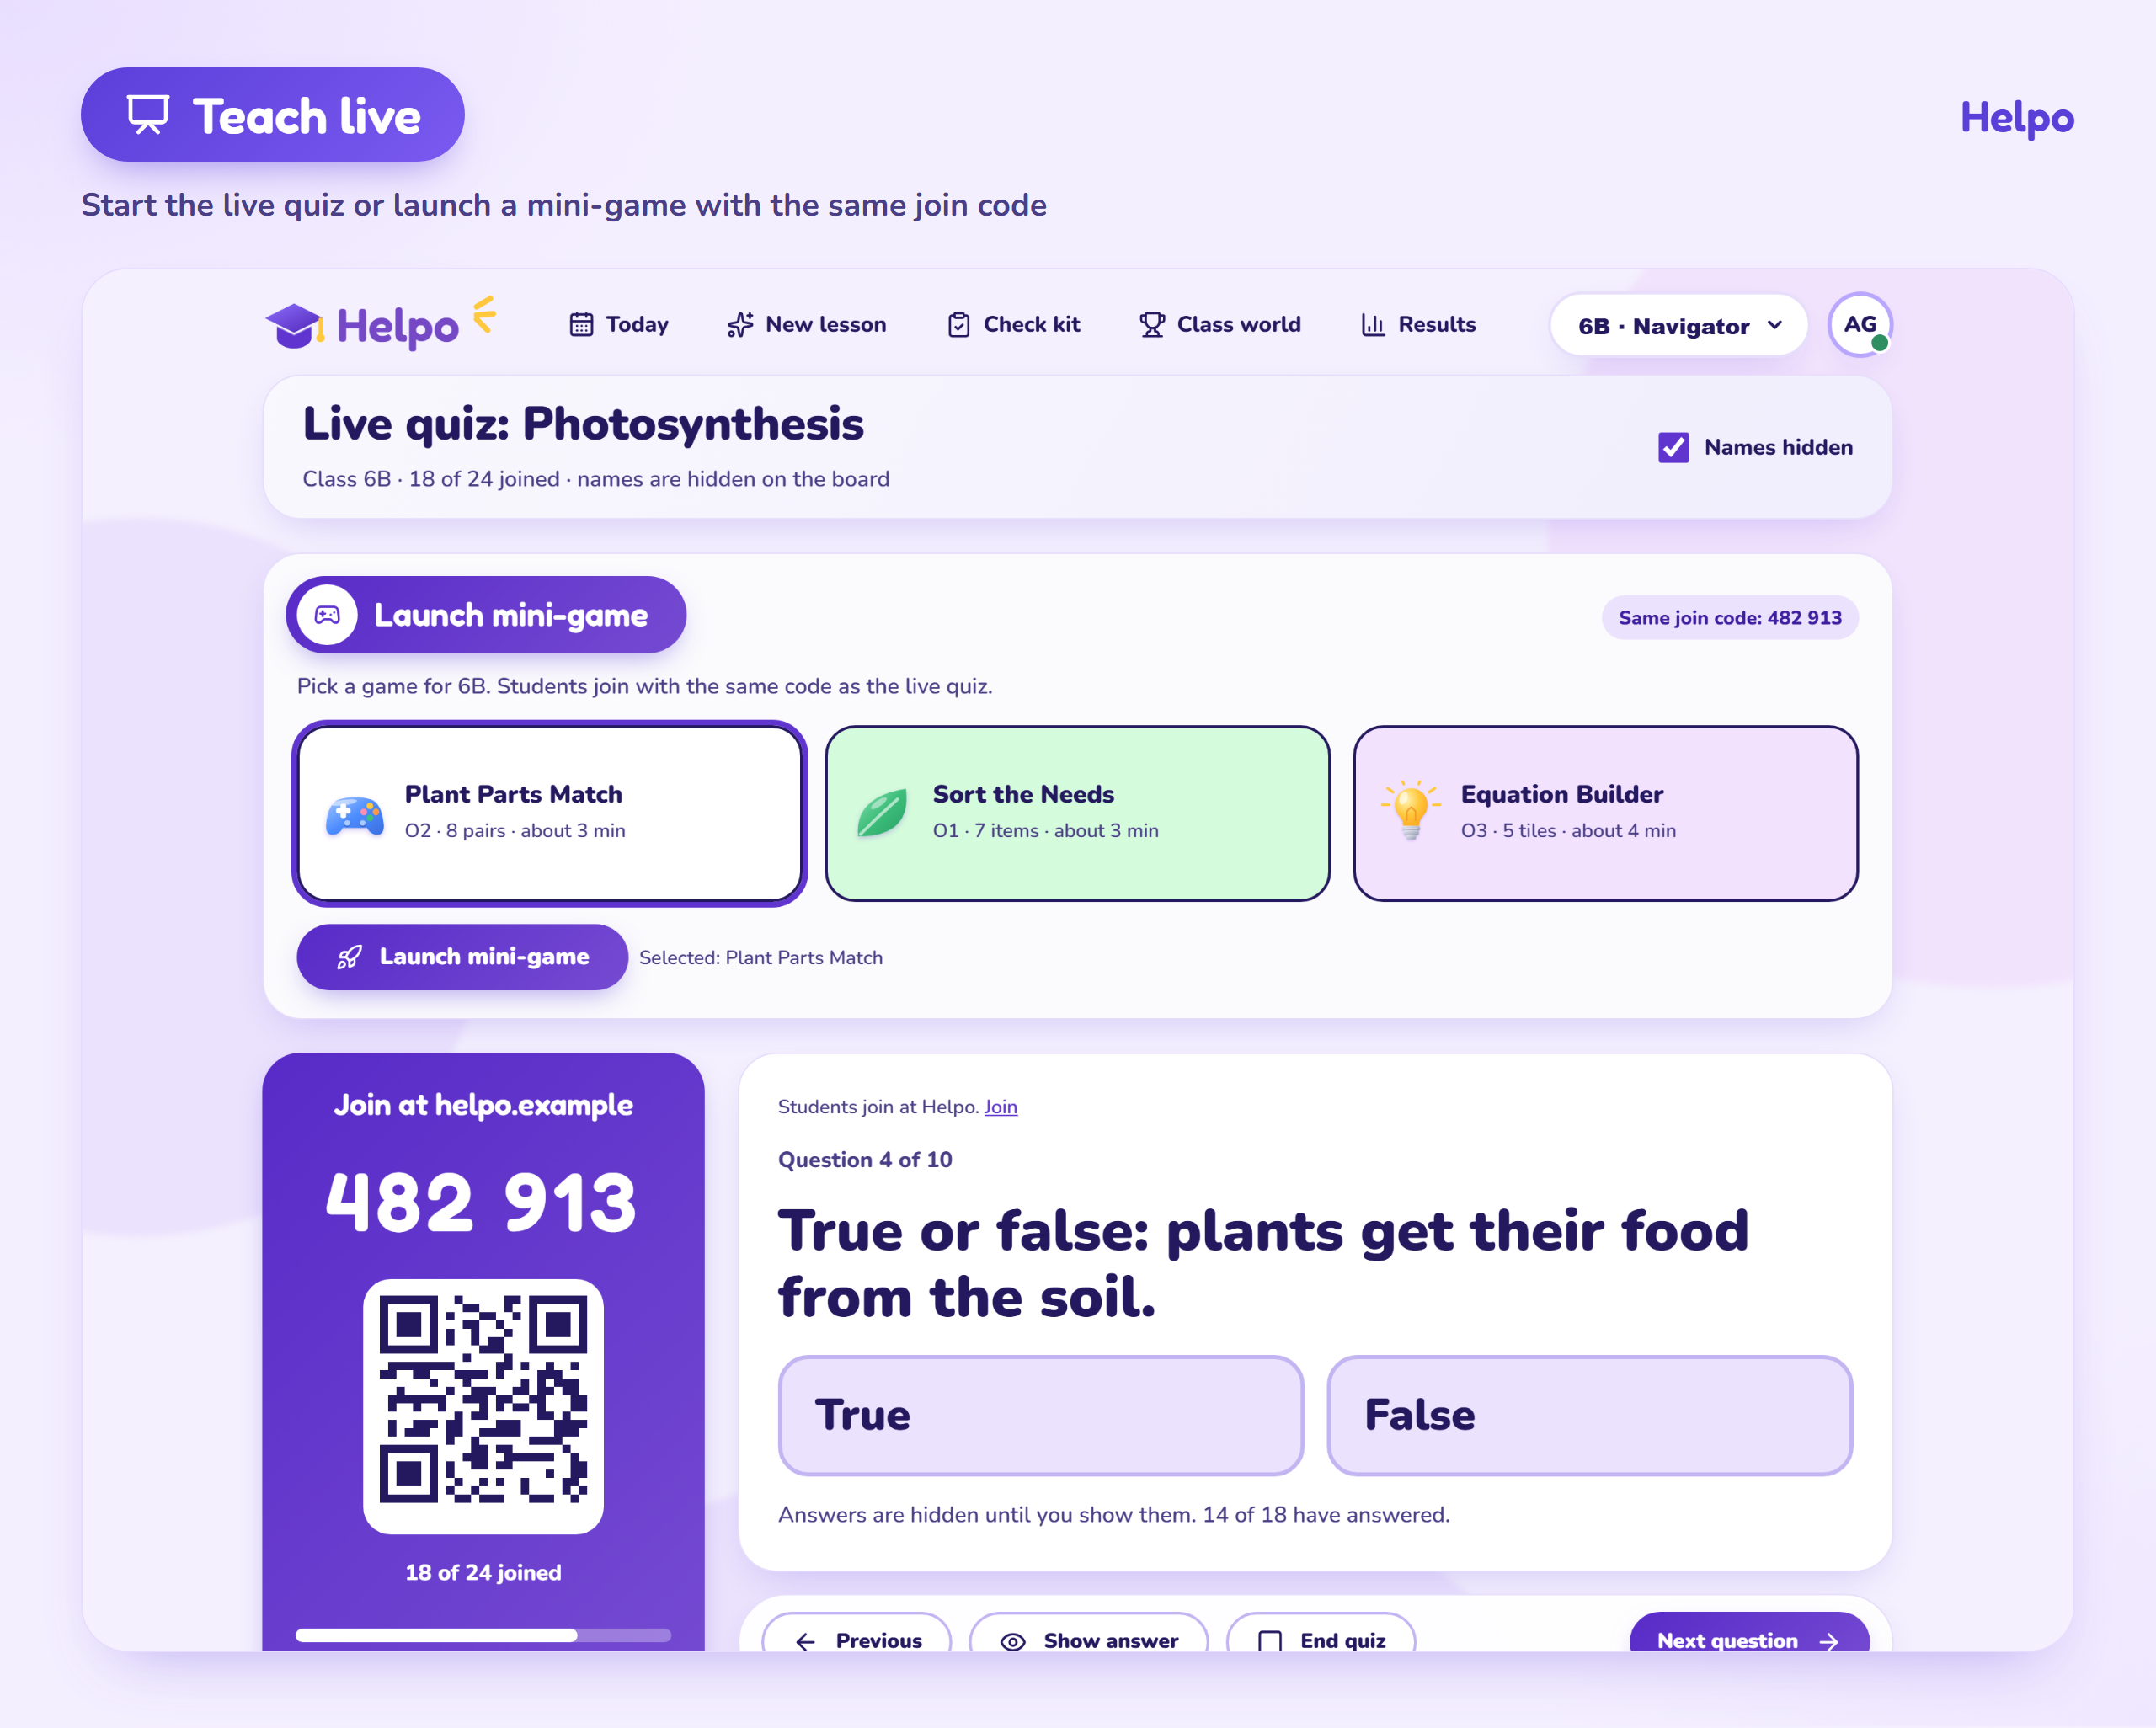 Teach live
Helpo
Start the live quiz or launch a mini-game with the same join code
Helpo
Today
New lesson
Check kit
Class world
Results
6B · Navigator
AG
Live quiz: Photosynthesis
Class 6B · 18 of 24 joined · names are hidden on the board
Names hidden
Launch mini-game
Same join code: 482 913
Pick a game for 6B. Students join with the same code as the live quiz.
Plant Parts Match
O2 · 8 pairs · about 3 min
Sort the Needs
O1 · 7 items · about 3 min
Equation Builder
O3 · 5 tiles · about 4 min
Launch mini-game
Selected: Plant Parts Match
Join at helpo.example
482 913
18 of 24 joined
Students join at Helpo. Join
Question 4 of 10
True or false: plants get their food
from the soil.
True
False
Answers are hidden until you show them. 14 of 18 have answered.
Previous
Show answer
End quiz
Next question